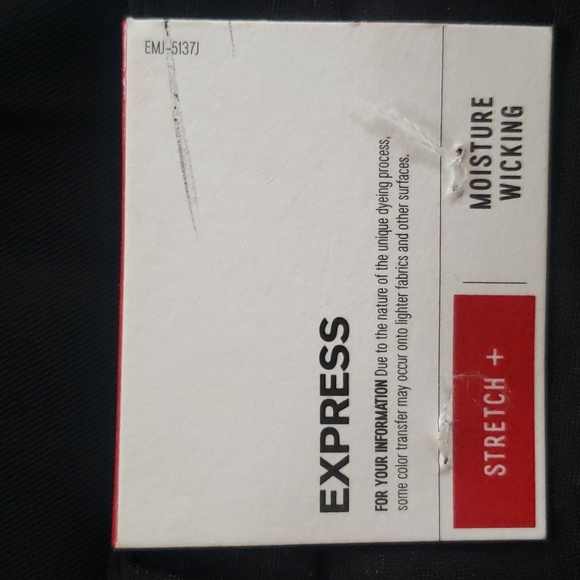 EMJ-5137J
EXPRESS
FOR YOUR INFORMATION Due to the nature of the unique dyeing process,
some color transfer may occur onto lighter fabrics and other surfaces.
STRETCH +
MOISTURE
WICKING